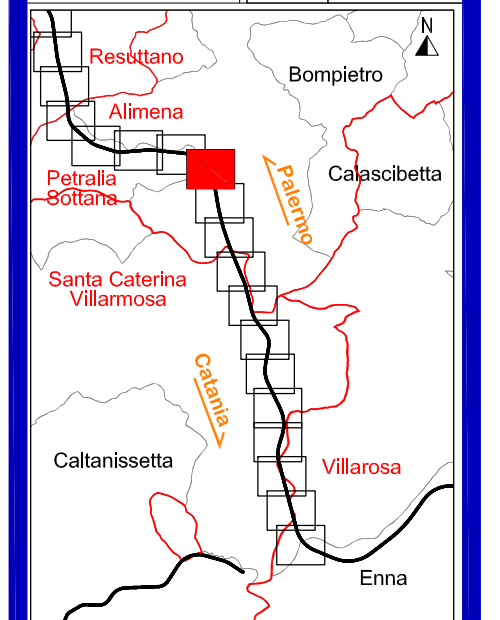 N
Resuttano
Bompietro
Alimena
Petralia
Sottana
Calascibetta
Palermo
Santa Caterina
Villarmosa
Catania
Caltanissetta
Villarosa
Enna